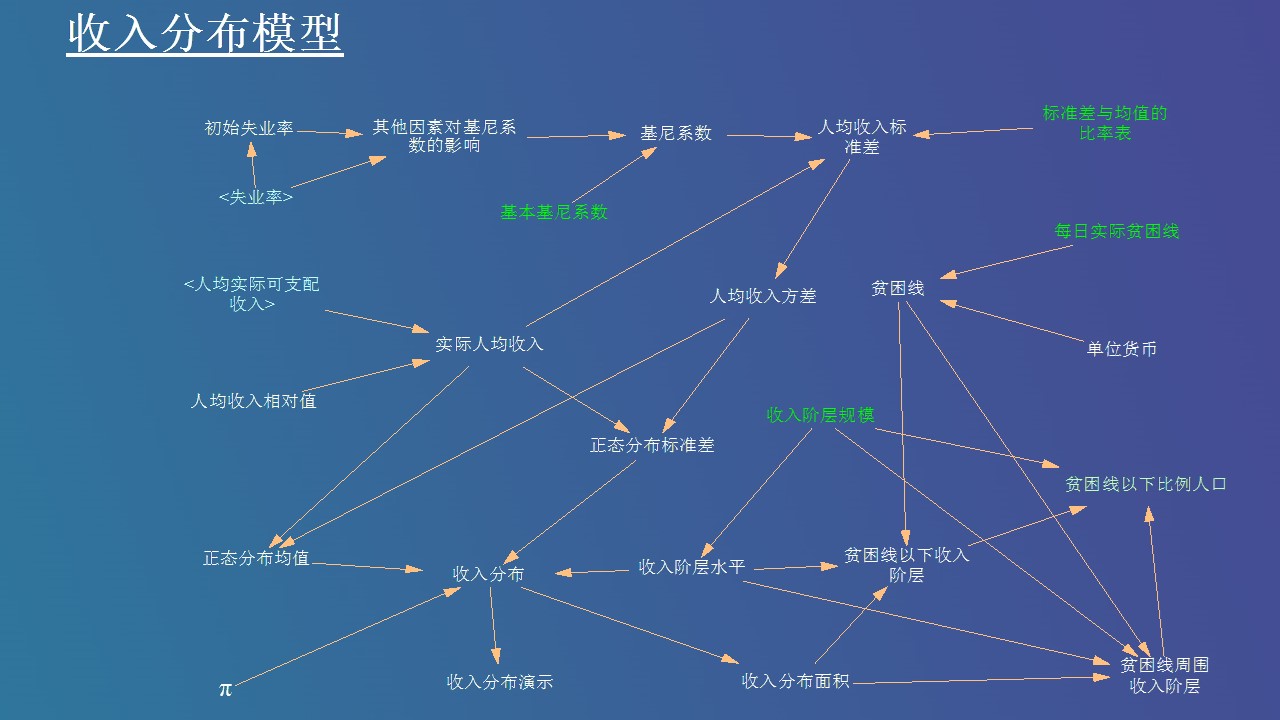 收入分布模型
初始失业率
其他因素对基尼系
数的影响
基尼系数
人均收入标
准差
标准差与均值的
比率表
<失业率>
基本基尼系数
每日实际贫困线
<人均实际可支配
收入>
人均收入方差
贫困线
实际人均收入
单位货币
人均收入相对值
收入阶层规模
正态分布标准差
贫困线以下比例人口
正态分布均值
收入分布
收入阶层水平
贫困线以下收入
阶层
π
收入分布演示
收入分布面积
贫困线周围
收入阶层